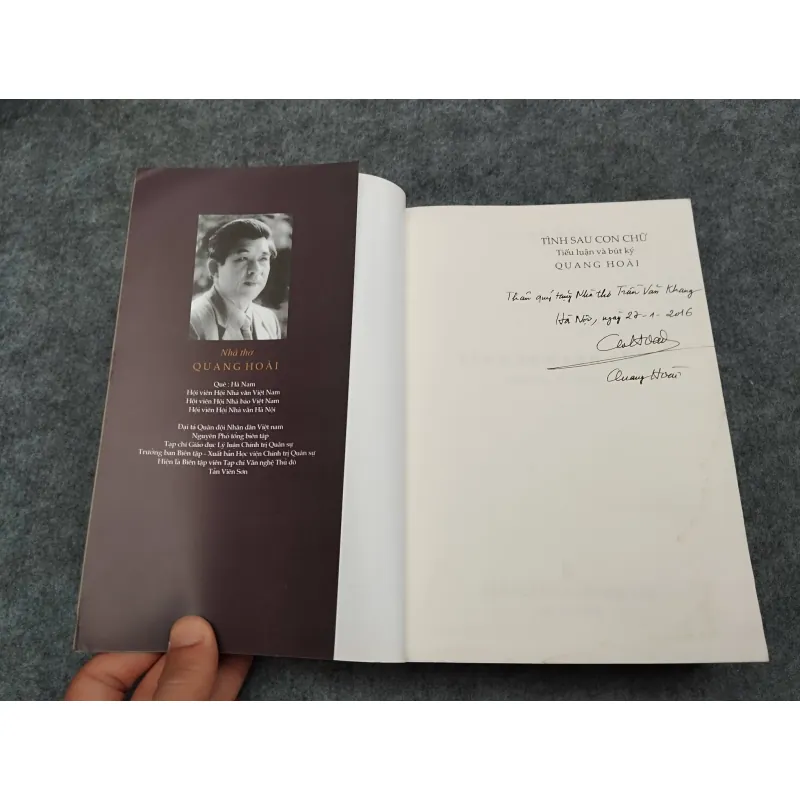 Nhà thơ
QUANG HOÀI
Quê : Hà Nam
Hội viên Hội Nhà văn Việt Nam
Hội viên Hội Nhà báo Việt Nam
Hội viên Hội Nhà văn Hà Nội
Đại tá Quân đội Nhân dân Việt nam
Nguyên Phó tổng biên tập
Tạp chí Giáo dục Lý luận Chính trị Quân sự
Trưởng ban Biên tập - Xuất bản Học viện Chính trị Quân sự
Hiện là Biên tập viên Tạp chí Văn nghệ Thủ đô
Tản Viên Sơn
TÌNH SAU CON CHỮ
Tiểu luận và bút ký
QUANG HOÀI
Thân quý tặng Nhà thơ Trần Văn Khang
Hà Nội, ngày 27-1-2016
Quang Hoài